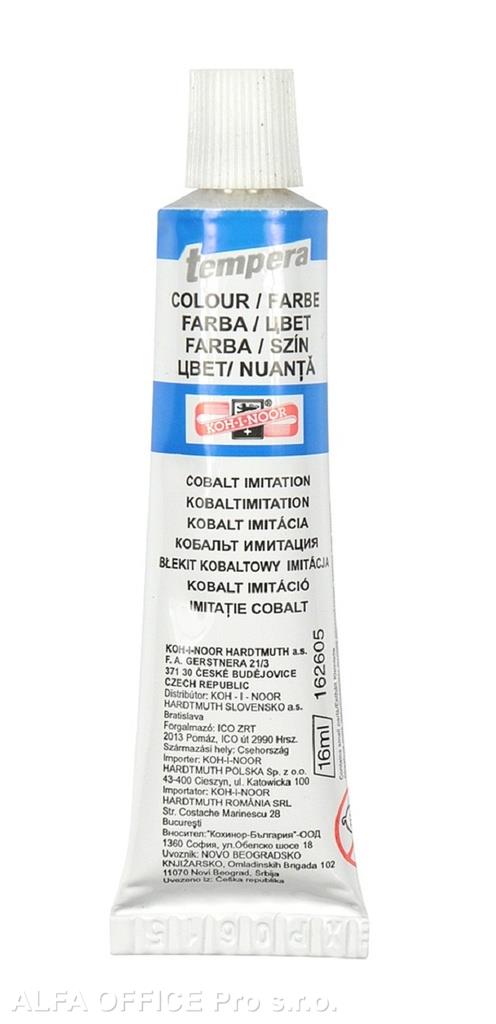 tempera
COLOUR / FARBE
FARBA / ЦВЕТ
FARBA / SZÍN
ЦВЕТ/ NUANȚĂ
KOH-I-NOOR®
COBALT IMITATION
KOBALTIMITATION
KOBALT IMITÁCIA
КОБАЛЬТ ИМИТАЦИЯ
BŁEKIT KOBALTOWY IMITACJA
KOBALT IMITÁCIÓ
IMITAȚIE COBALT
KOH-I-NOOR HARDTMUTH a.s.
F. A. GERSTNERA 21/3
371 30 ČESKÉ BUDĚJOVICE
CZECH REPUBLIC
Distribútor: KOH - I - NOOR
HARDTMUTH SLOVENSKO a.s.
Bratislava
Forgalmazó: ICO ZRT
2013 Pomáz, ICO út 2990 Hrsz.
Származási hely: Csehország
Importer: KOH-I-NOOR
HARDTMUTH POLSKA Sp. z o.o.
43-400 Cieszyn, ul. Katowicka 100
Importator: KOH-I-NOOR
HARDTMUTH ROMÂNIA SRL
Str. Costache Marinescu 28
București
Вносител:"Кохинор-България"-ООД
1360 София, ул.Обелско шосе 18
Uvoznik: NOVO BEOGRADSKO
KNJIŽARSKO, Omladinskih Brigada 102
11070 Novi Beograd, Srbija
Uvezeno iz: Češka republika
16ml
162605
EXP06/15
ALFA OFFICE Pro s.r.o.